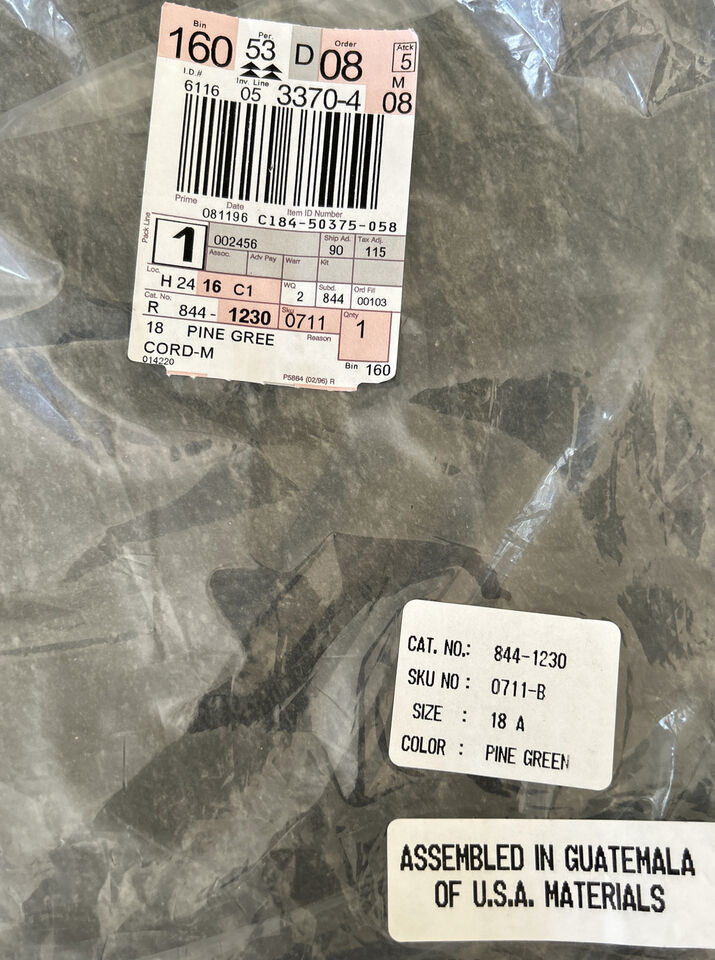 Bin Per. Order Atck
160 53 D 08 5
I.D.# Inv. Line M
6116 05 3370-4 08
Prime Date Item ID Number
081196 C184-50375-058
Pack Line
1 002456 Ship Ad. 90 Tax Adj. 115
Assoc. Adv Pay Warr Kit
Loc. H 24 16 C1 WQ 2 Subd. 844 Ord Fill 00103
Cat. No. Sku Qnty
R 844- 1230 0711 1
18 PINE GREE Reason
CORD-M Bin 160
014220 P5864 (02/96) R
CAT. NO.: 844-1230
SKU NO : 0711-B
SIZE : 18 A
COLOR : PINE GREEN
ASSEMBLED IN GUATEMALA
OF U.S.A. MATERIALS